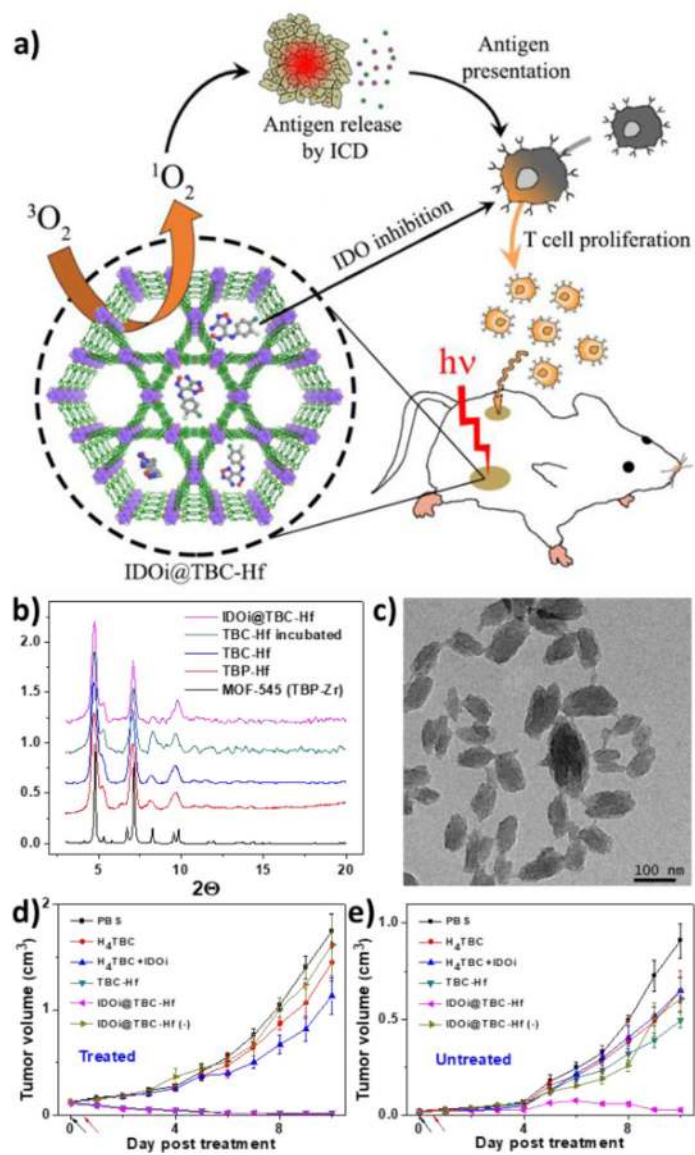 a)
Antigen release
by ICD
Antigen
presentation
¹O₂
³O₂
IDO inhibition
T cell proliferation
hν
IDOi@TBC-Hf
b)
IDOi@TBC-Hf
TBC-Hf incubated
TBC-Hf
TBP-Hf
MOF-545 (TBP-Zr)
2.0
1.5
1.0
0.5
0.0
5 10 15 20
2Θ
c)
100 nm
d)
PBS
H₄TBC
H₄TBC+IDOi
TBC-Hf
IDOi@TBC-Hf
IDOi@TBC-Hf (-)
Treated
Tumor volume (cm³)
2
1
0
0 4 8
Day post treatment
e)
PBS
H₄TBC
H₄TBC+IDOi
TBC-Hf
IDOi@TBC-Hf
IDOi@TBC-Hf (-)
Untreated
Tumor volume (cm³)
1.0
0.5
0.0
0 4 8
Day post treatment